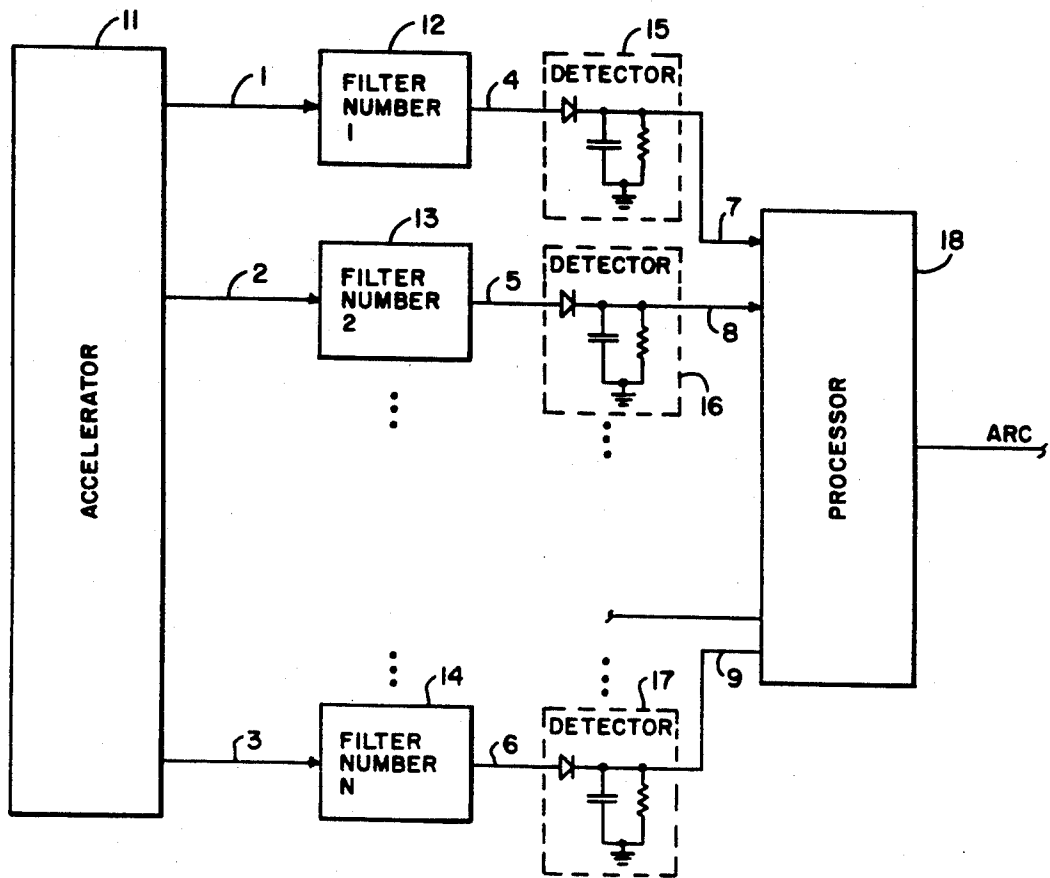 11
12
15
1
FILTER
NUMBER
1
4
DETECTOR
7
13
2
FILTER
NUMBER
2
5
DETECTOR
8
16
18
ACCELERATOR
PROCESSOR
ARC
14
17
3
FILTER
NUMBER
N
6
DETECTOR
9